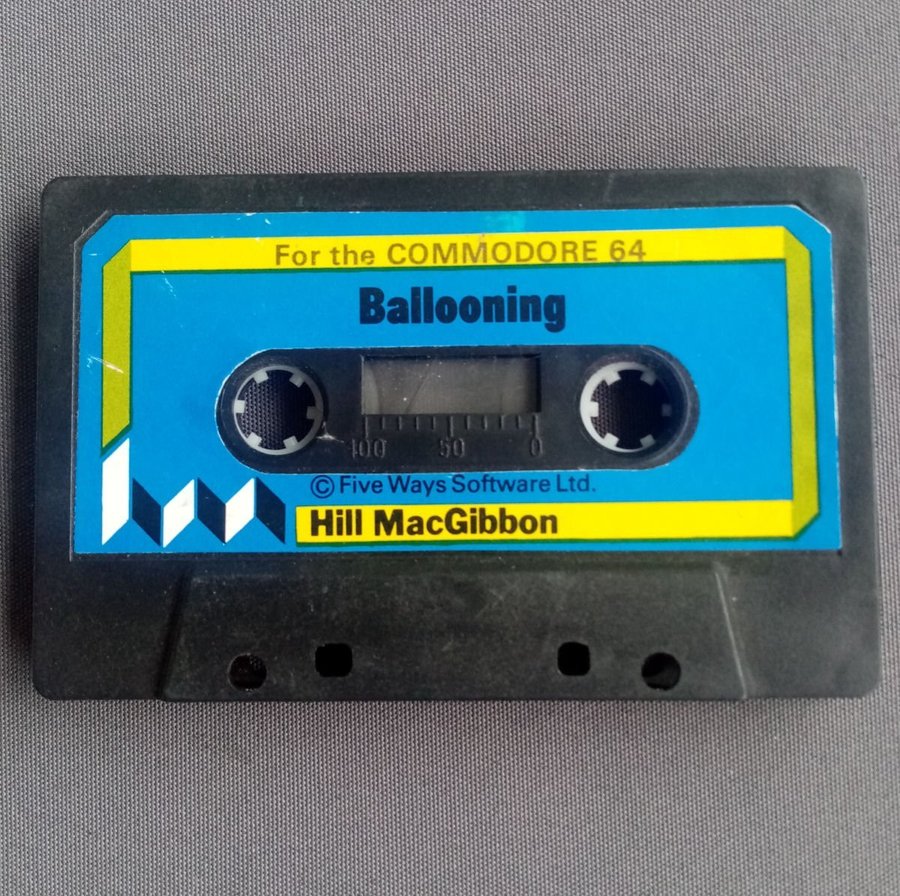 For the COMMODORE 64
Ballooning
100 50 0
© Five Ways Software Ltd.
Hill MacGibbon